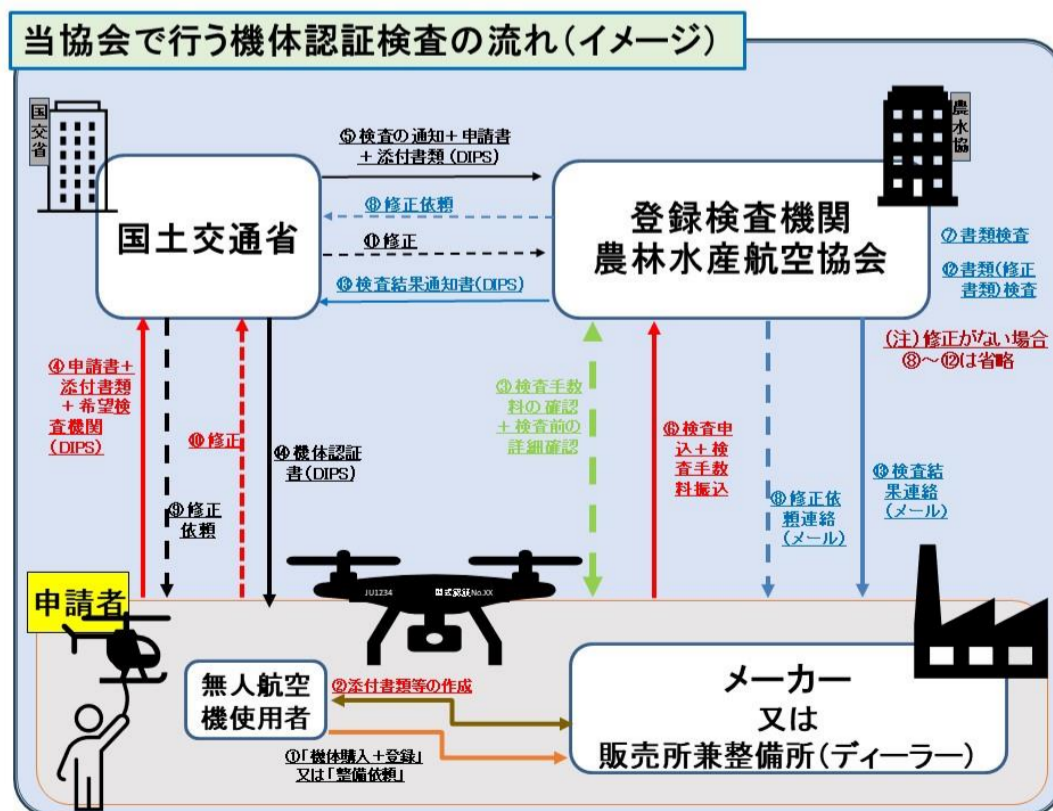 当協会で行う機体認証検査の流れ(イメージ)
国交省
農水協
⑤検査の通知+申請書
+添付書類(DIPS)
⑧修正依頼
⑪修正
⑬検査結果通知書(DIPS)
国土交通省
登録検査機関
農林水産航空協会
⑦書類検査
⑫書類(修正
書類)検査
(注)修正がない場合
⑧~⑫は省略
④申請書+
添付書類
+希望検
査機関
(DIPS)
⑨修正
依頼
⑩修正
⑭機体認証
書(DIPS)
③検査手数
料の確認
+検査前の
詳細確認
⑥検査申
込+検
査手数
料振込
⑧修正依
頼連絡
(メール)
⑬検査結
果連絡
(メール)
申請者
JU1234
型式認証No.XX
無人航空
機使用者
②添付書類等の作成
①「機体購入+登録」
又は「整備依頼」
メーカー
又は
販売所兼整備所(ディーラー)